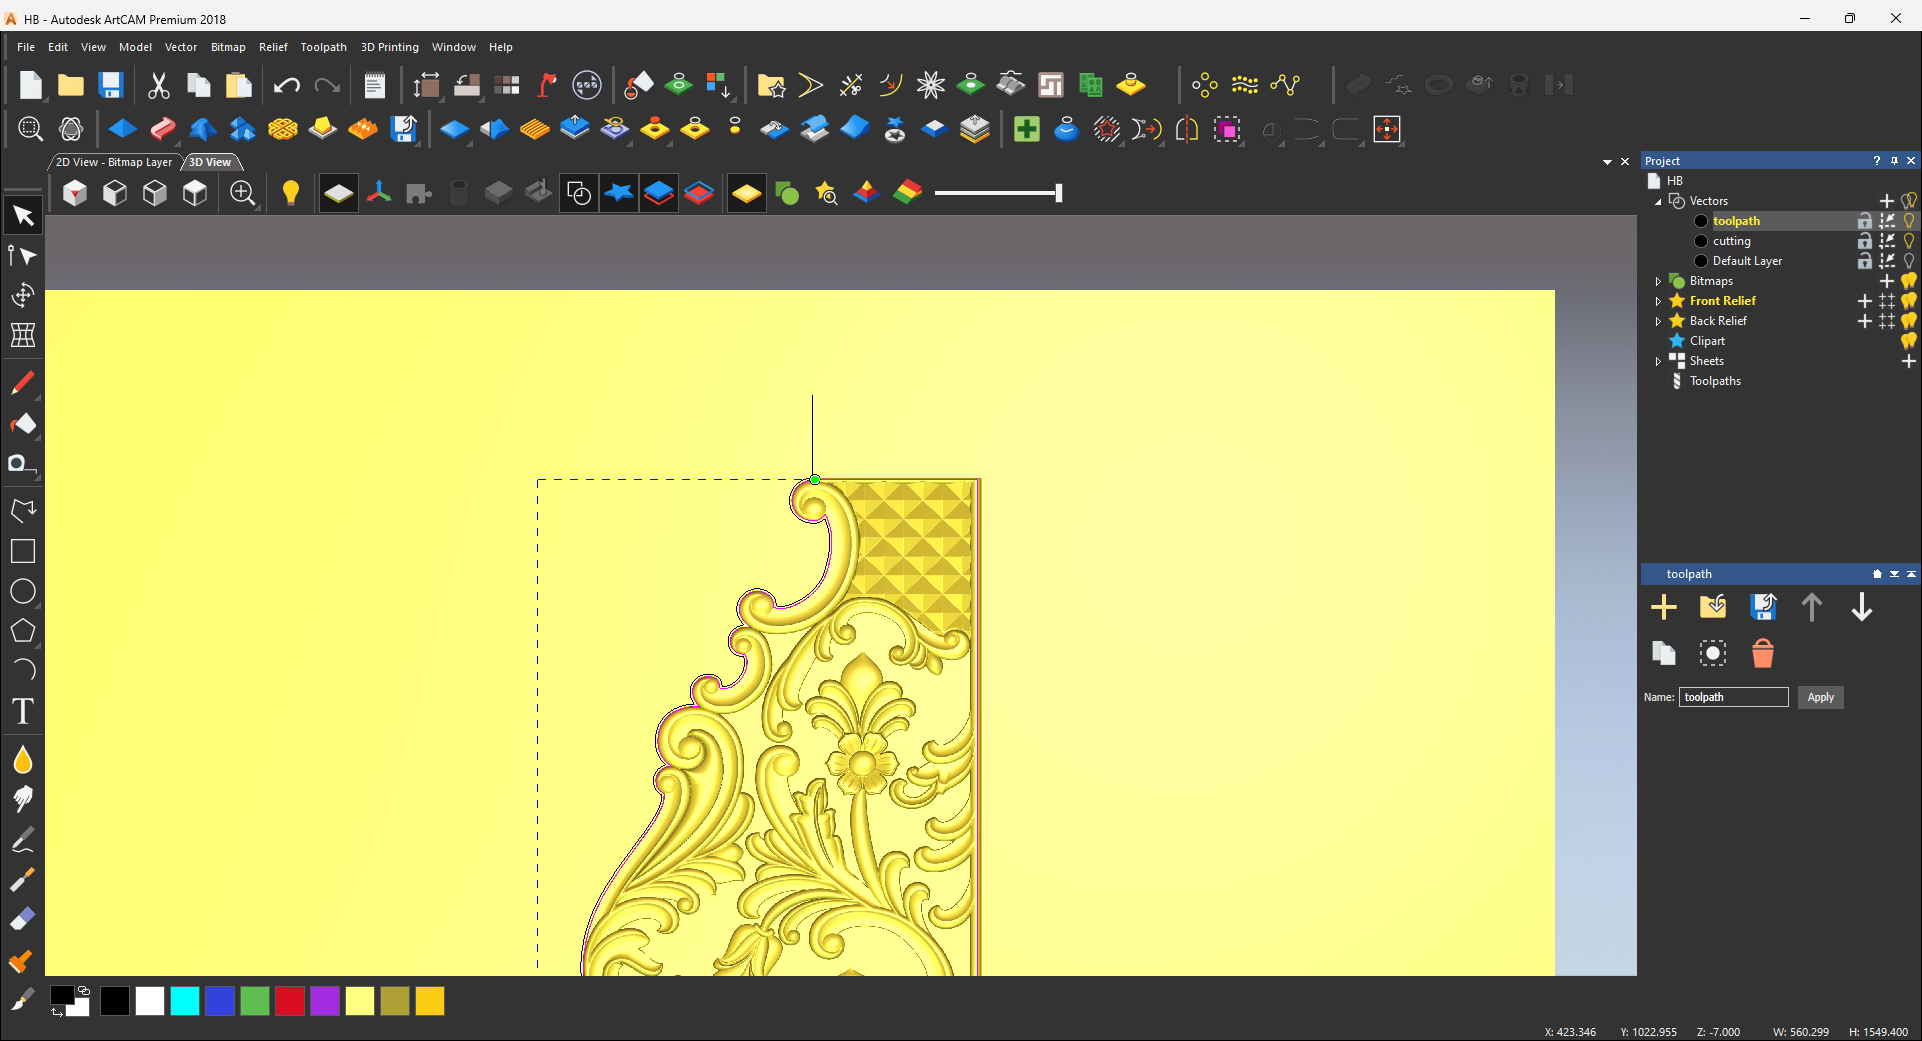 HB - Autodesk ArtCAM Premium 2018
File Edit View Model Vector Bitmap Relief Toolpath 3D Printing Window Help
2D View - Bitmap Layer 3D View
Project
HB
Vectors
toolpath
cutting
Default Layer
Bitmaps
Front Relief
Back Relief
Clipart
Sheets
Toolpaths
toolpath
Name: toolpath Apply
X: 423.346 Y: 1022.955 Z: -7.000 W: 560.299 H: 1549.400